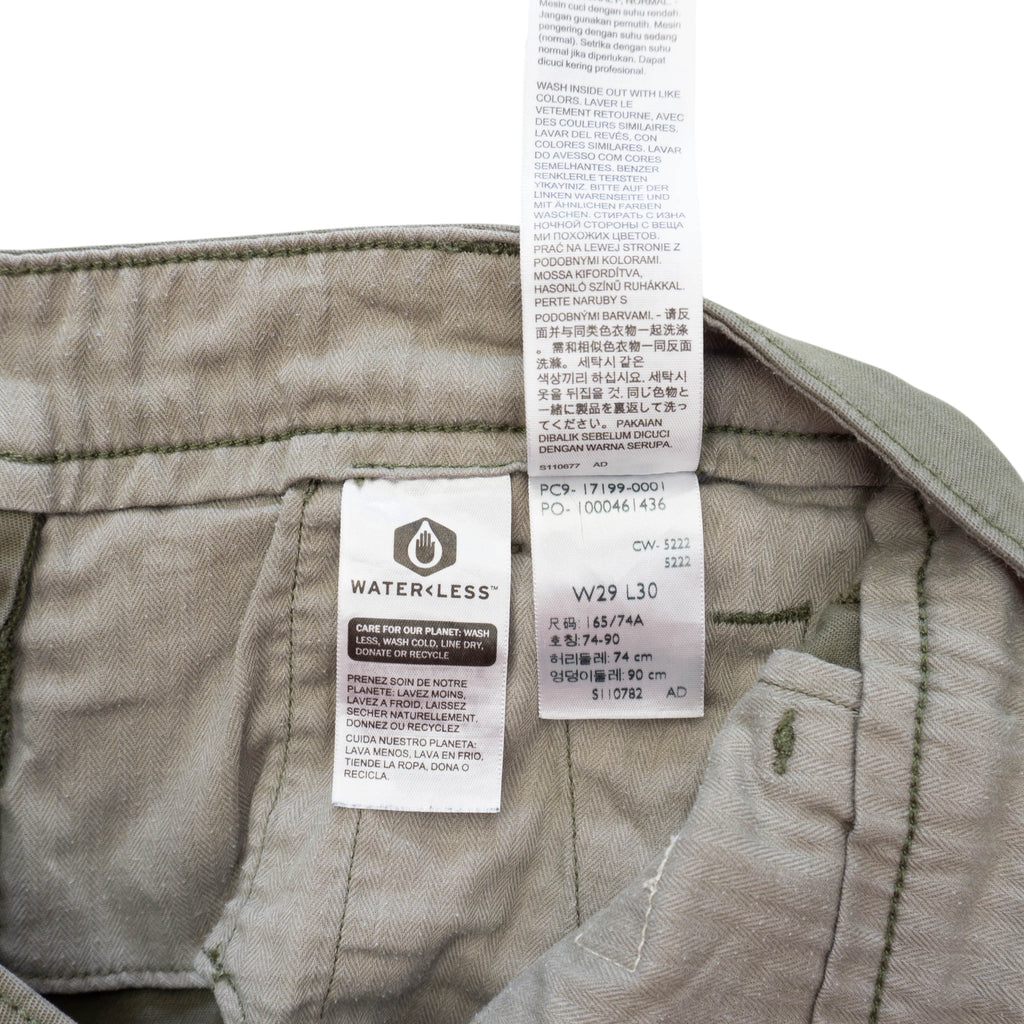 Mesin cuci dengan suhu rendah.
Jangan gunakan pemutih. Mesin
pengering dengan suhu sedang
(normal). Setrika dengan suhu
normal jika diperlukan. Dapat
dicuci kering profesional.
WASH INSIDE OUT WITH LIKE
COLORS. LAVER LE
VETEMENT RETOURNE, AVEC
DES COULEURS SIMILAIRES.
LAVAR DEL REVÉS, CON
COLORES SIMILARES. LAVAR
DO AVESSO COM CORES
SEMELHANTES. BENZER
RENKLERLE TERSTEN
YIKAYINIZ. BITTE AUF DER
LINKEN WARENSEITE UND
MIT ÄHNLICHEN FARBEN
WASCHEN. СТИРАТЬ С ИЗНА
НОЧНОЙ СТОРОНЫ С ВЕЩА
МИ ПОХОЖИХ ЦВЕТОВ.
PRAĆ NA LEWEJ STRONIE Z
PODOBNYMI KOLORAMI.
MOSSA KIFORDÍTVA,
HASONLÓ SZÍNŰ RUHÁKKAL.
PERTE NARUBY S
PODOBNÝMI BARVAMI. - 请反
面并与同类色衣物一起洗涤
。 需和相似色衣物一同反面
洗滌。 세탁시 같은
색상끼리 하십시요. 세탁시
옷을 뒤집을 것. 同じ色物と
一緒に製品を裏返して洗っ
てください。 PAKAIAN
DIBALIK SEBELUM DICUCI
DENGAN WARNA SERUPA.
S110677 AD
PC9- 17199-0001
PO- 1000461436
CW- 5222
5222
W29 L30
尺码: 165/74A
호칭: 74-90
허리둘레: 74 cm
엉덩이둘레: 90 cm
S110782 AD
WATER<LESS™
CARE FOR OUR PLANET: WASH
LESS, WASH COLD, LINE DRY,
DONATE OR RECYCLE
PRENEZ SOIN DE NOTRE
PLANETE: LAVEZ MOINS,
LAVEZ A FROID, LAISSEZ
SECHER NATURELLEMENT,
DONNEZ OU RECYCLEZ
CUIDA NUESTRO PLANETA:
LAVA MENOS, LAVA EN FRIO,
TIENDE LA ROPA, DONA O
RECICLA.